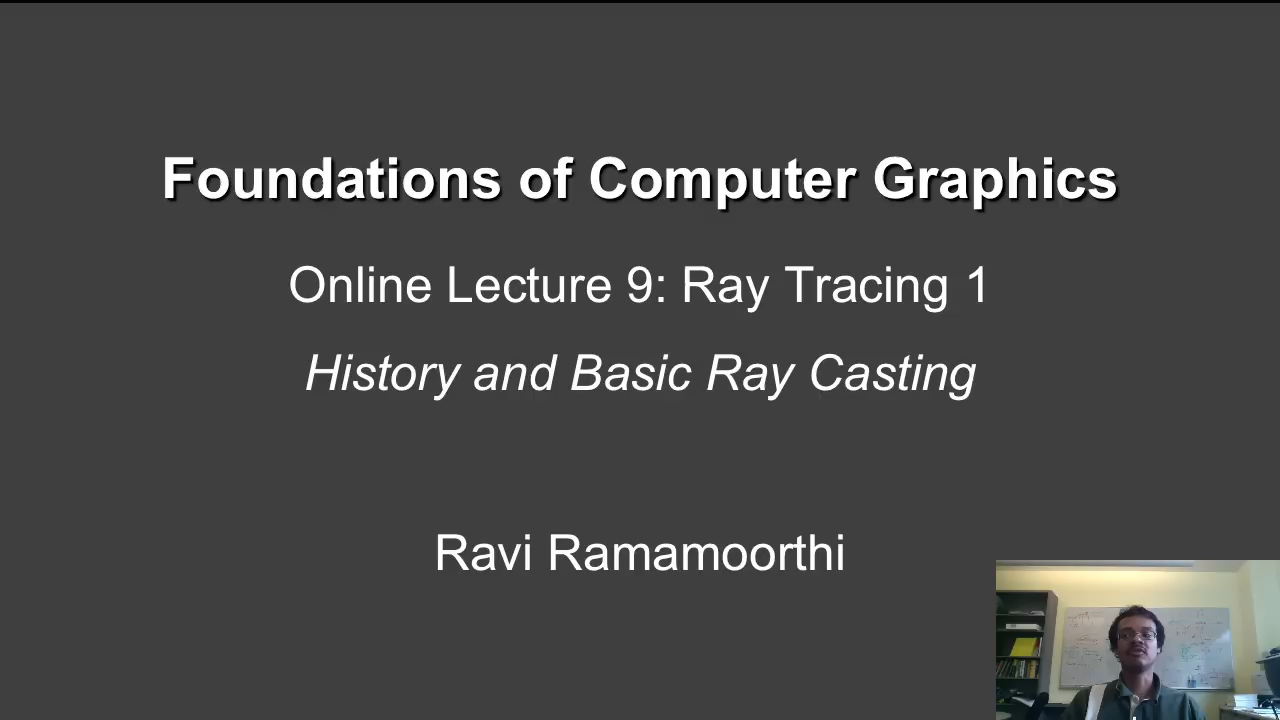 Foundations of Computer Graphics
Online Lecture 9: Ray Tracing 1
History and Basic Ray Casting
Ravi Ramamoorthi